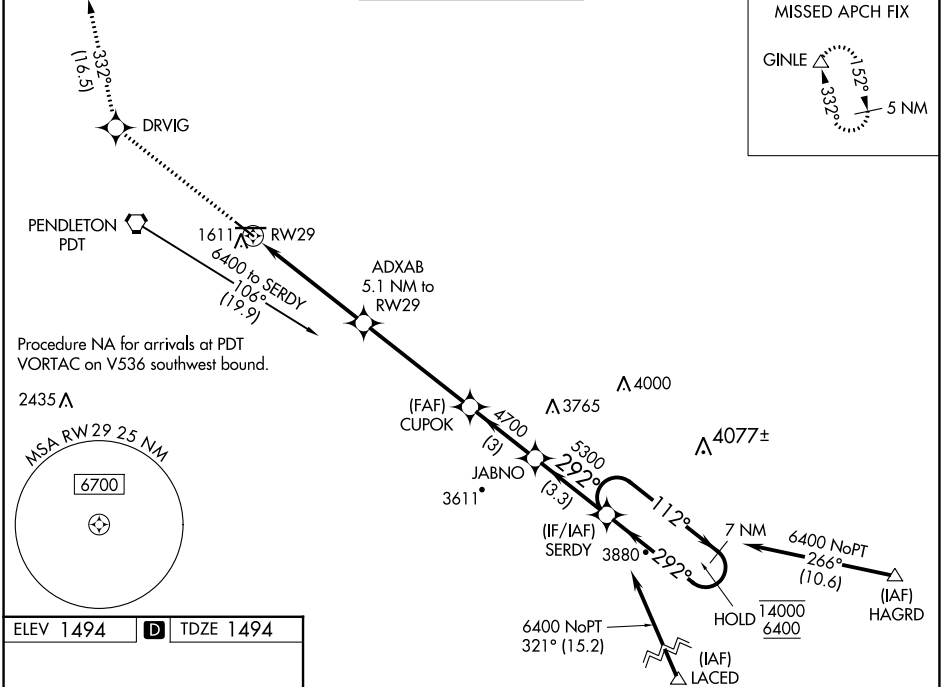 MISSED APCH FIX
GINLE
152°
332°
5 NM
332°
(16.5)
DRVIG
PENDLETON
PDT
1611
RW29
6400 to SERDY
106°
(19.9)
ADXAB
5.1 NM to
RW29
Procedure NA for arrivals at PDT
VORTAC on V536 southwest bound.
2435
MSA RW 29 25 NM
6700
(FAF)
CUPOK
4700
(3)
3765
4000
4077±
JABNO
5300
292°
(3.3)
3611
(IF/IAF)
SERDY
112°
7 NM
3880
292°
6400 NoPT
266°
(10.6)
(IAF)
HAGRD
HOLD
14000
6400
6400 NoPT
321° (15.2)
(IAF)
LACED
ELEV 1494
D
TDZE 1494